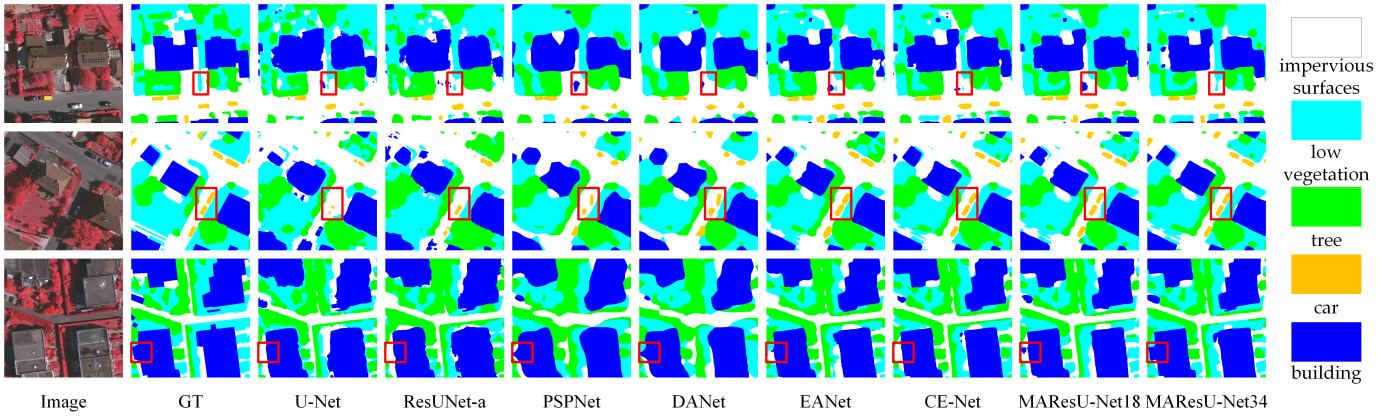 impervious
surfaces
low
vegetation
tree
car
building
Image GT U-Net ResUNet-a PSPNet DANet EANet CE-Net MAResU-Net18 MAResU-Net34